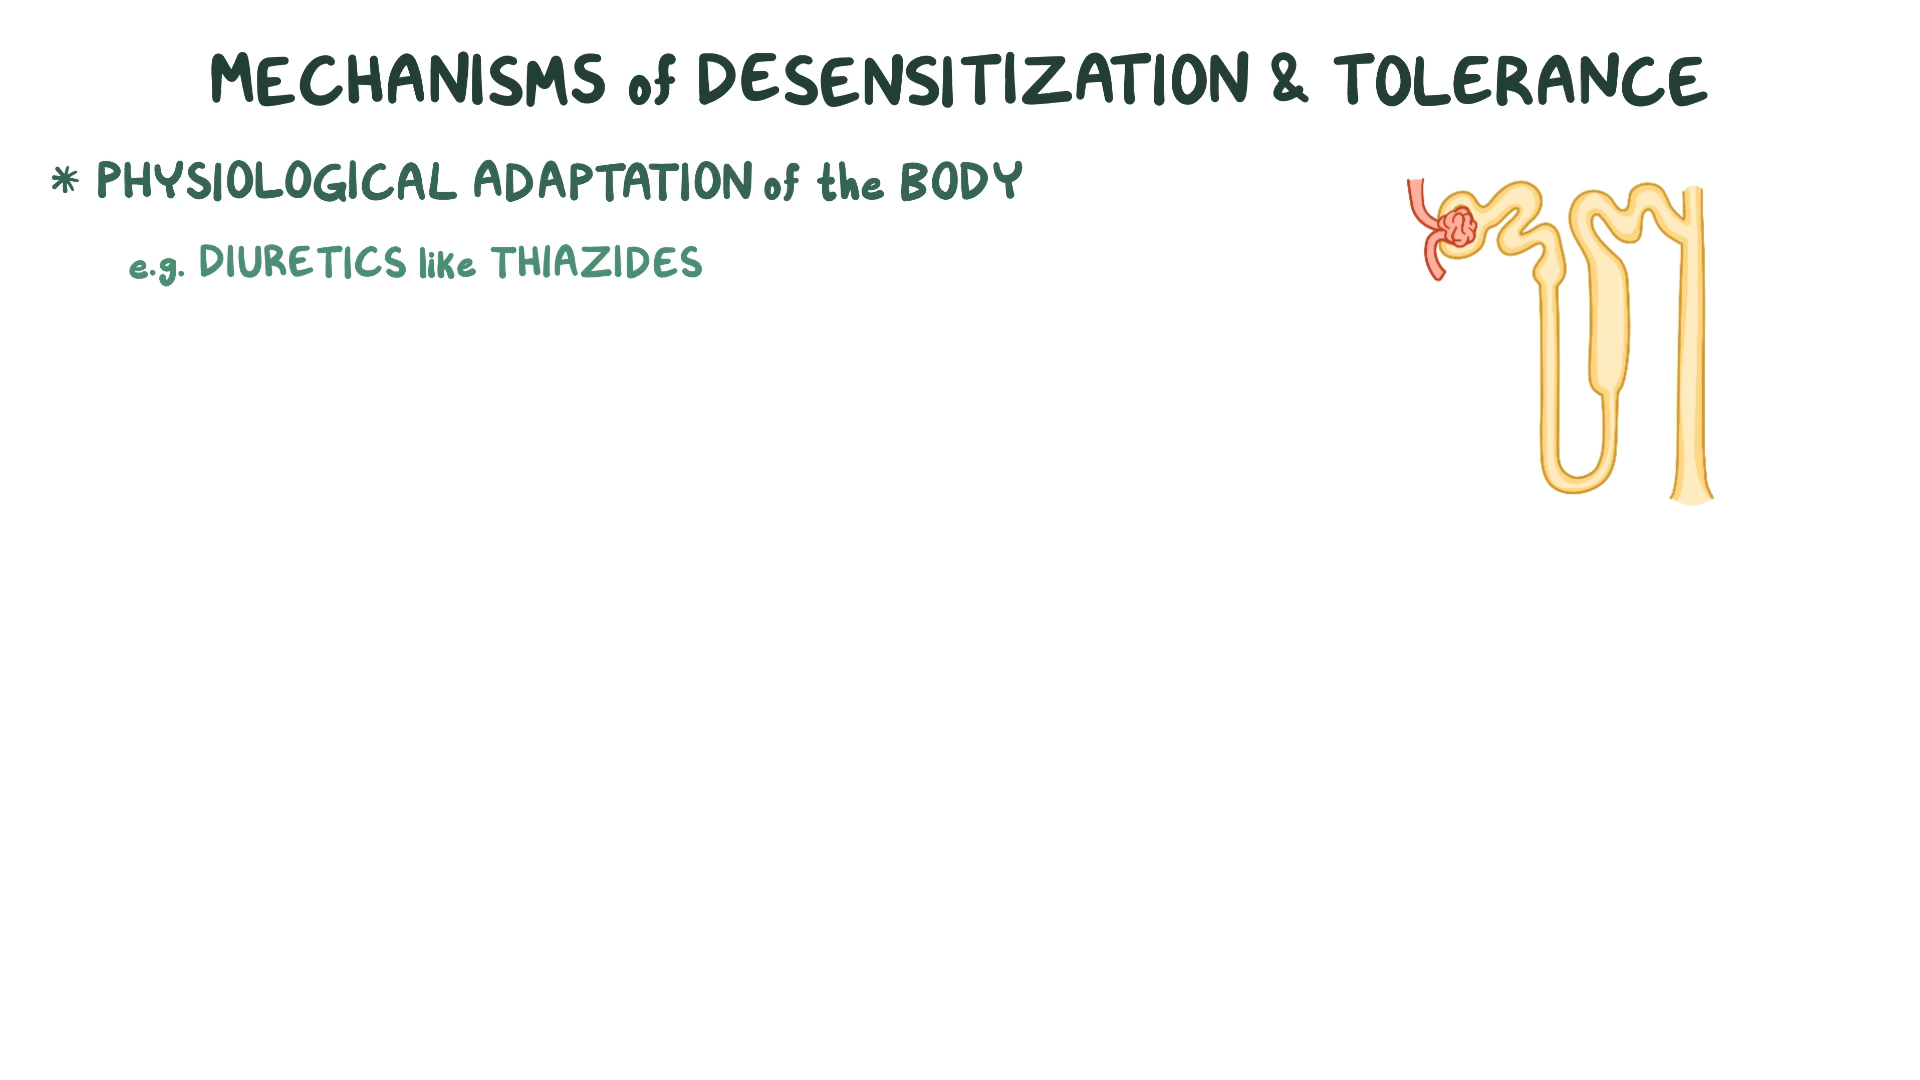 MECHANISMS of DESENSITIZATION & TOLERANCE
* PHYSIOLOGICAL ADAPTATION of the BODY
e.g. DIURETICS like THIAZIDES